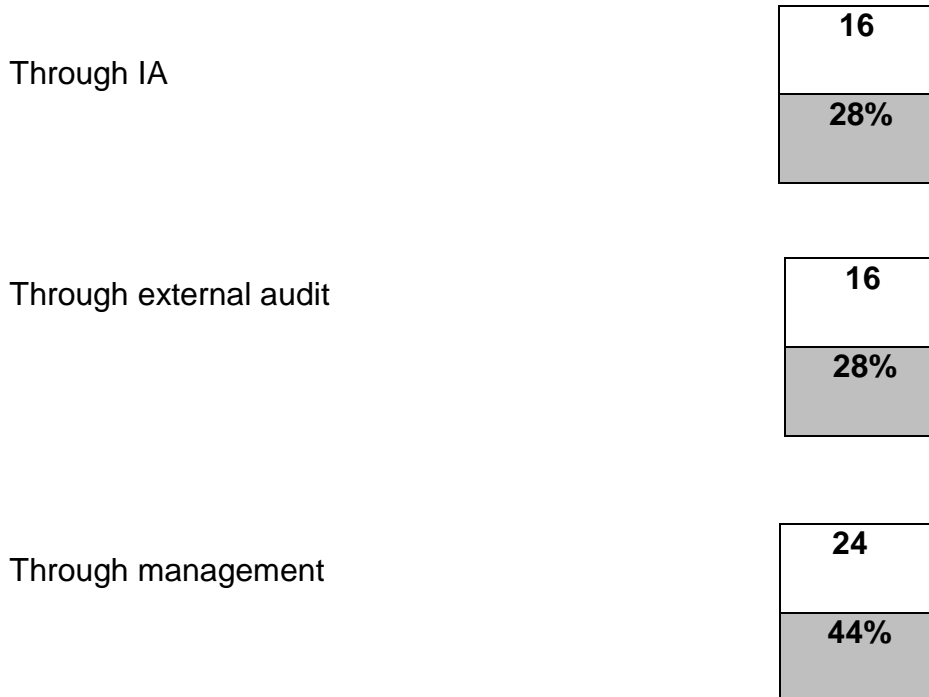 16
Through IA
28%
16
Through external audit
28%
24
Through management
44%